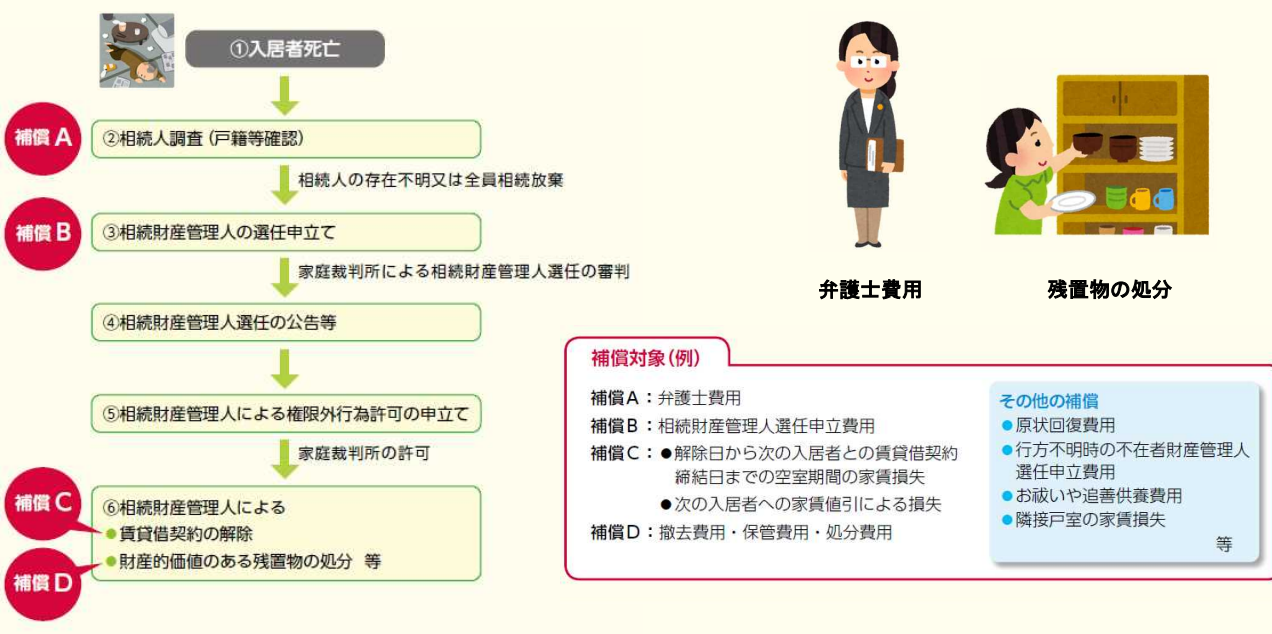 ①入居者死亡
補償 A
②相続人調査（戸籍等確認）
相続人の存在不明又は全員相続放棄
補償 B
③相続財産管理人の選任申立て
家庭裁判所による相続財産管理人選任の審判
④相続財産管理人選任の公告等
⑤相続財産管理人による権限外行為許可の申立て
家庭裁判所の許可
補償 C
⑥相続財産管理人による
●賃貸借契約の解除
●財産的価値のある残置物の処分 等
補償 D
弁護士費用
残置物の処分
補償対象（例）
補償A：弁護士費用
補償B：相続財産管理人選任申立費用
補償C：●解除日から次の入居者との賃貸借契約
締結日までの空室期間の家賃損失
●次の入居者への家賃値引による損失
補償D：撤去費用・保管費用・処分費用
その他の補償
●原状回復費用
●行方不明時の不在者財産管理人
選任申立費用
●お祓いや追善供養費用
●隣接戸室の家賃損失
等